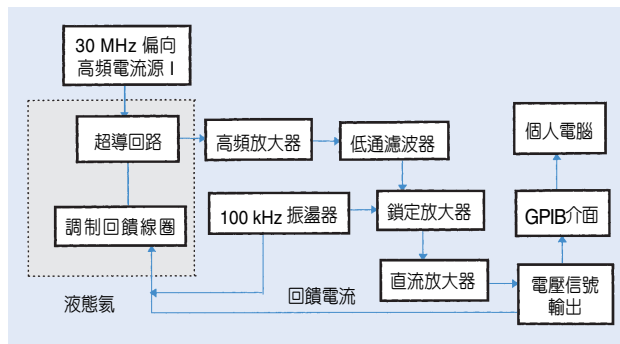 30 MHz 偏向
高頻電流源 I
超導回路
高頻放大器
低通濾波器
個人電腦
調制回饋線圈
100 kHz 振盪器
鎖定放大器
GPIB介面
液態氦
回饋電流
直流放大器
電壓信號
輸出